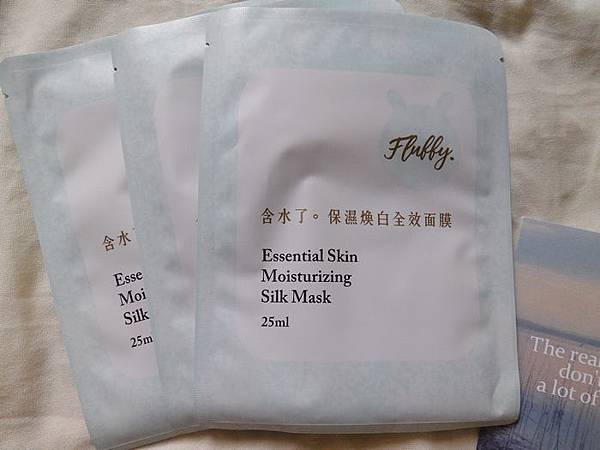 Fluffy.
含水了。保濕煥白全效面膜
Essential Skin
Moisturizing
Silk Mask
25ml
含水
Esse
Moi
Silk
25m
The real
don't
a lot of